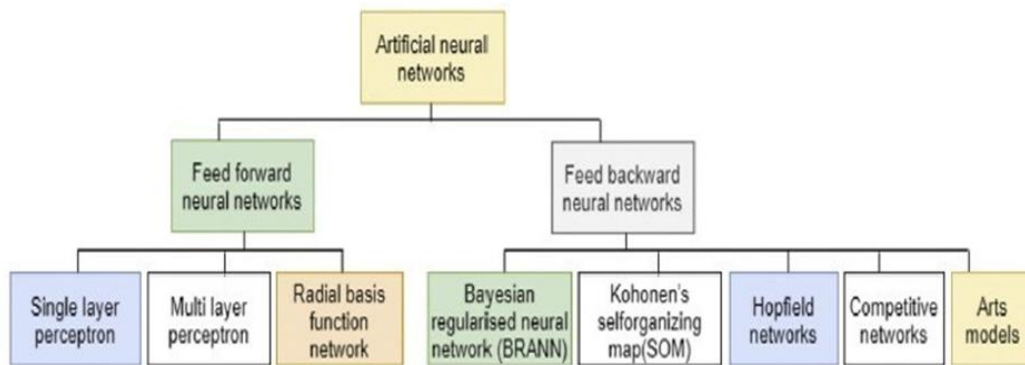 Artificial neural
networks
Feed forward
neural networks
Feed backward
neural networks
Single layer
perceptron
Multi layer
perceptron
Radial basis
function
network
Bayesian
regularised neural
network (BRANN)
Kohonen's
selforganizing
map(SOM)
Hopfield
networks
Competitive
networks
Arts
models